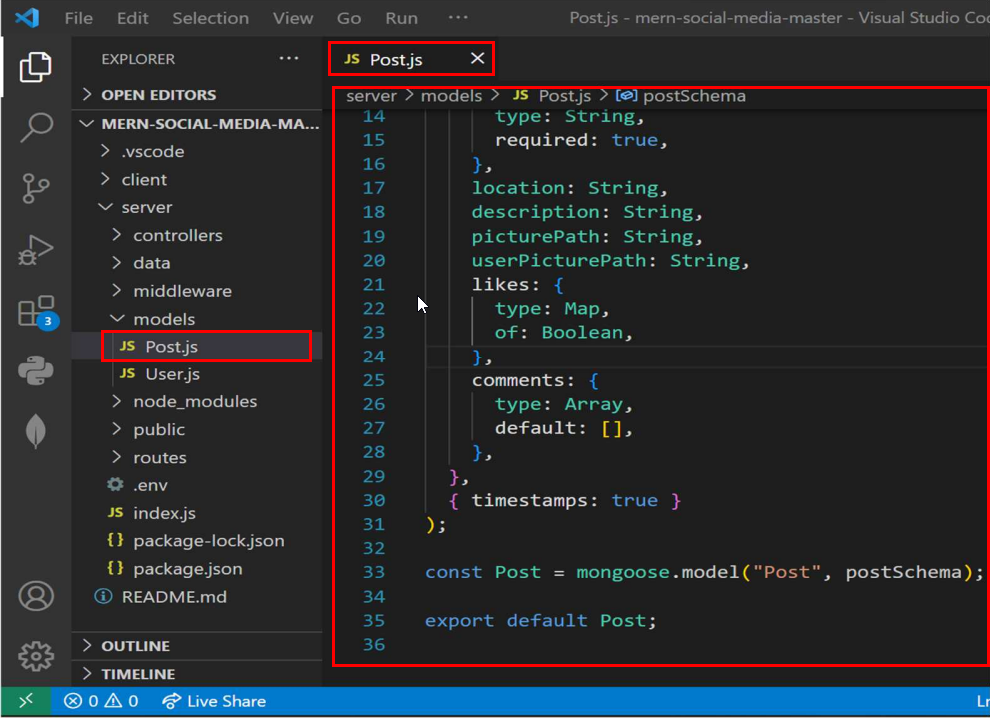 File Edit Selection View Go Run ··· Post.js - mern-social-media-master - Visual Studio Co
EXPLORER ···
OPEN EDITORS
MERN-SOCIAL-MEDIA-MA...
.vscode
client
server
controllers
data
middleware
models
JS Post.js
JS User.js
node_modules
public
routes
.env
JS index.js
{} package-lock.json
{} package.json
README.md
OUTLINE
TIMELINE
3
JS Post.js ×
server > models > JS Post.js > postSchema
14 type: String,
15 required: true,
16 },
17 location: String,
18 description: String,
19 picturePath: String,
20 userPicturePath: String,
21 likes: {
22 type: Map,
23 of: Boolean,
24 },
25 comments: {
26 type: Array,
27 default: [],
28 },
29 },
30 { timestamps: true }
31 );
32
33 const Post = mongoose.model("Post", postSchema);
34
35 export default Post;
36
0 0 Live Share Ln